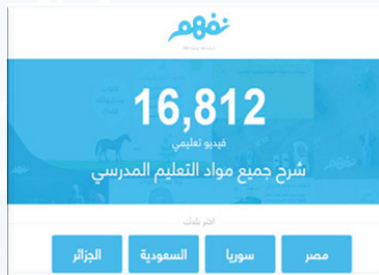 نفهم
16,812
فيديو تعليمي
شرح جميع مواد التعليم المدرسي
اختر بلدك
مصر سوريا السعودية الجزائر